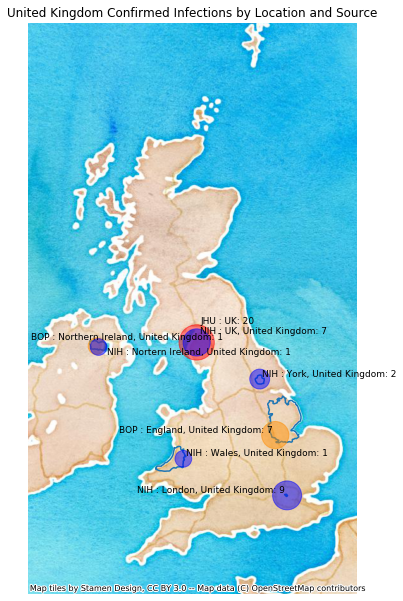 United Kingdom Confirmed Infections by Location and Source
JHU : UK: 20
NIH : UK, United Kingdom: 7
BOP : Northern Ireland, United Kingdom: 1
NIH : Nortern Ireland, United Kingdom: 1
NIH : York, United Kingdom: 2
BOP : England, United Kingdom: 7
NIH : Wales, United Kingdom: 1
NIH : London, United Kingdom: 9
Map tiles by Stamen Design, CC BY 3.0 -- Map data (C) OpenStreetMap contributors